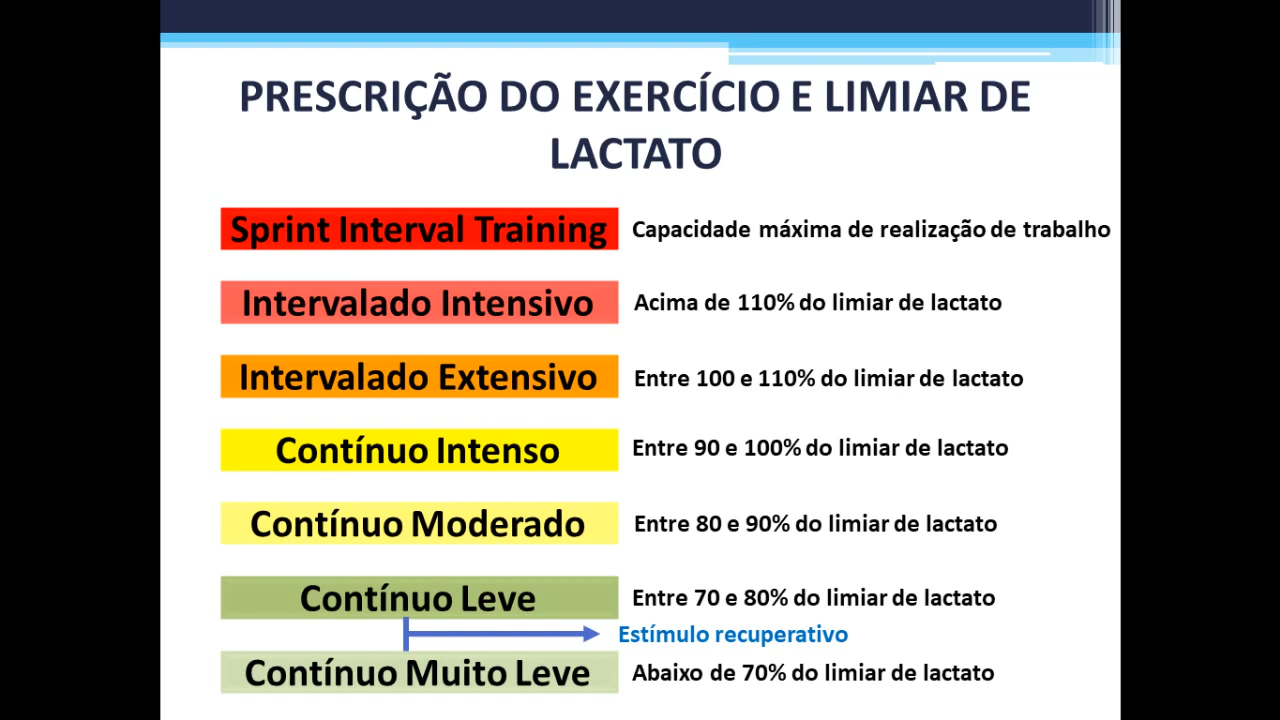 PRESCRIÇÃO DO EXERCÍCIO E LIMIAR DE
LACTATO
Sprint Interval Training Capacidade máxima de realização de trabalho
Intervalado Intensivo Acima de 110% do limiar de lactato
Intervalado Extensivo Entre 100 e 110% do limiar de lactato
Contínuo Intenso Entre 90 e 100% do limiar de lactato
Contínuo Moderado Entre 80 e 90% do limiar de lactato
Contínuo Leve Entre 70 e 80% do limiar de lactato
Estímulo recuperativo
Contínuo Muito Leve Abaixo de 70% do limiar de lactato